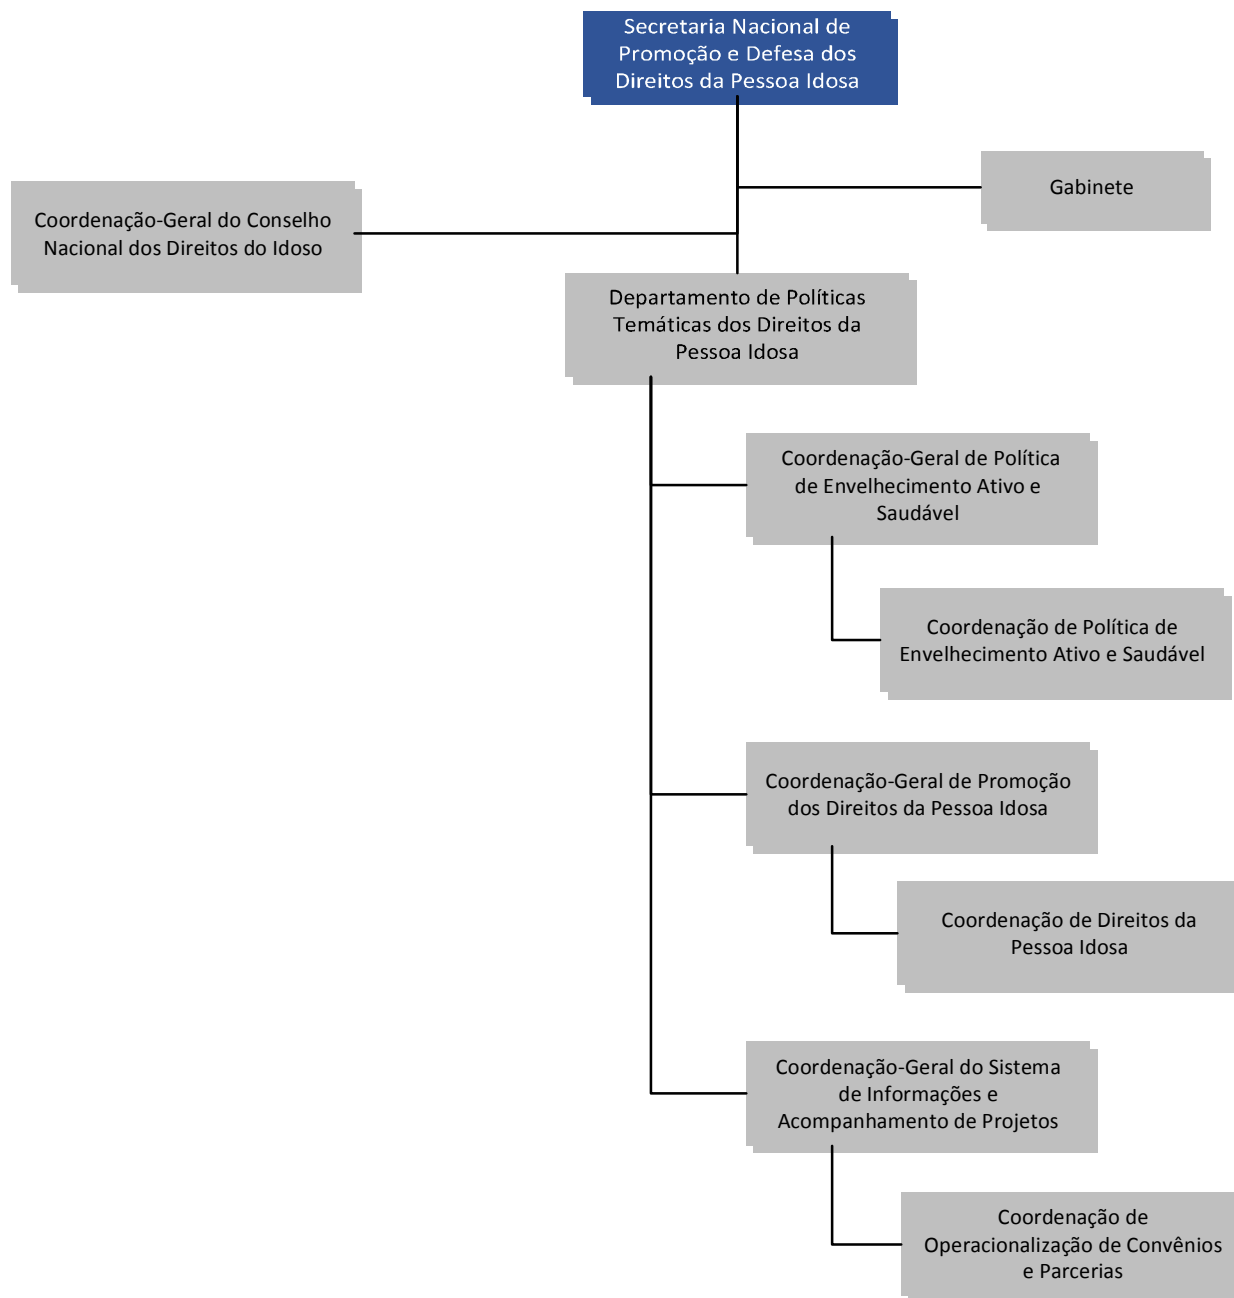 Secretaria Nacional de
Promoção e Defesa dos
Direitos da Pessoa Idosa
Gabinete
Coordenação-Geral do Conselho
Nacional dos Direitos do Idoso
Departamento de Políticas
Temáticas dos Direitos da
Pessoa Idosa
Coordenação-Geral de Política
de Envelhecimento Ativo e
Saudável
Coordenação de Política de
Envelhecimento Ativo e Saudável
Coordenação-Geral de Promoção
dos Direitos da Pessoa Idosa
Coordenação de Direitos da
Pessoa Idosa
Coordenação-Geral do Sistema
de Informações e
Acompanhamento de Projetos
Coordenação de
Operacionalização de Convênios
e Parcerias